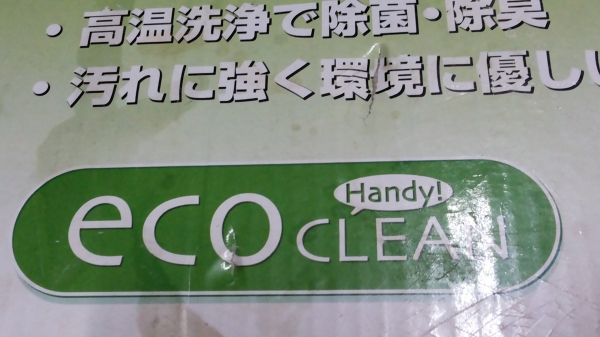 ・高温洗浄で除菌・除臭
・汚れに強く環境に優しい
Handy!
eco CLEAN